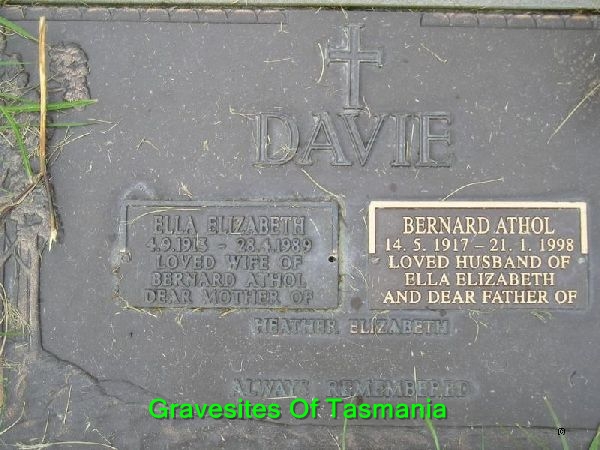 DAVIE
ELLA ELIZABETH
4.9.1913 - 28.4.1989
LOVED WIFE OF
BERNARD ATHOL
DEAR MOTHER OF
BERNARD ATHOL
14. 5. 1917 – 21. 1. 1998
LOVED HUSBAND OF
ELLA ELIZABETH
AND DEAR FATHER OF
HEATHER ELIZABETH
ALWAYS REMEMBERED
Gravesites Of Tasmania
©